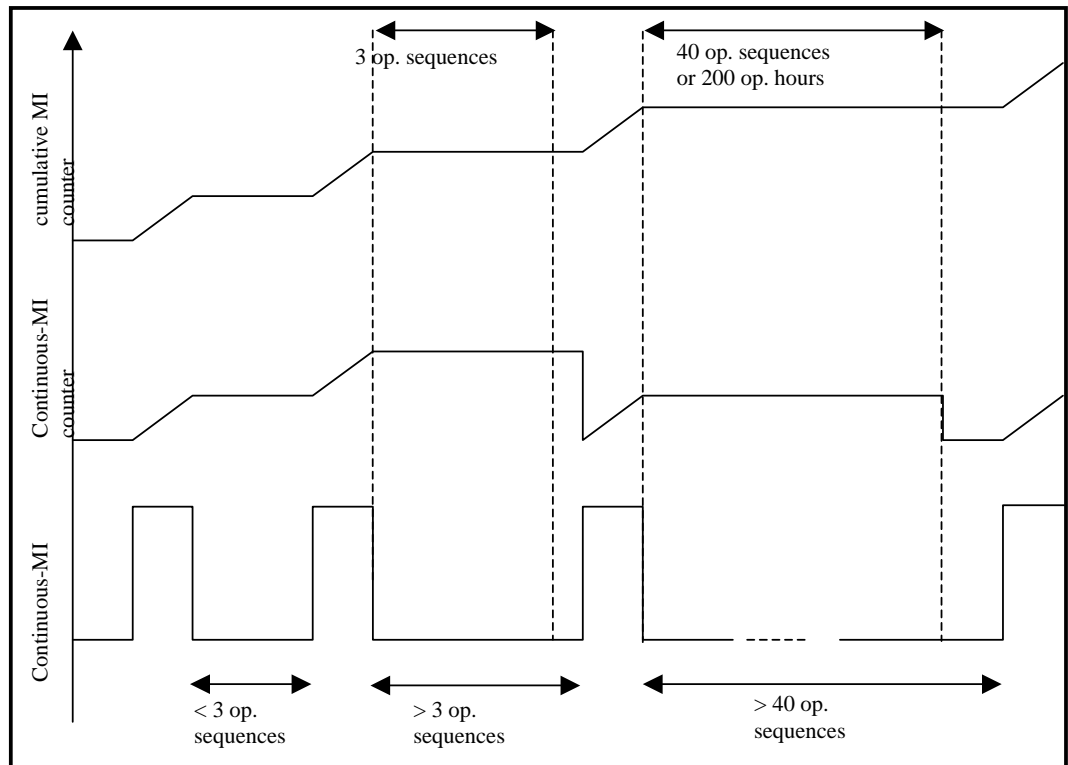 3 op. sequences
40 op. sequences
or 200 op. hours
cumulative MI
counter
Continuous-MI
counter
Continuous-MI
< 3 op.
sequences
> 3 op.
sequences
> 40 op.
sequences